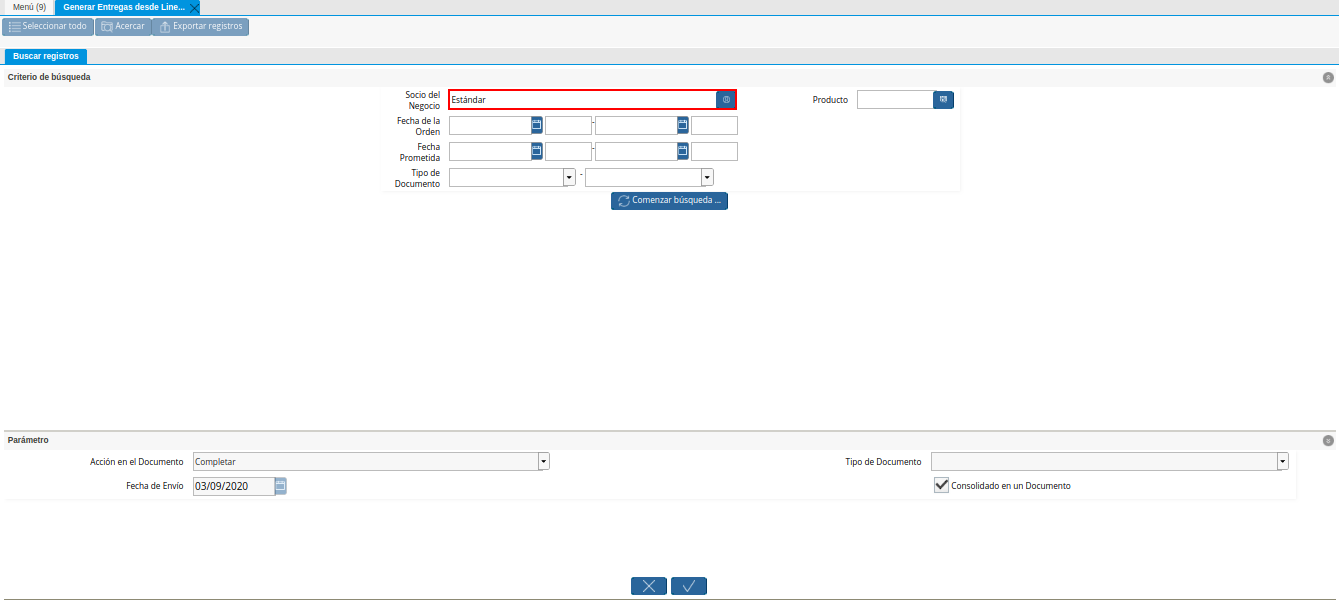 Menú (9)
Generar Entregas desde Line...
Seleccionar todo
Acercar
Exportar registros
Buscar registros
Criterio de búsqueda
Socio del
Negocio
Estándar
Producto
Fecha de la
Orden
-
Fecha
Prometida
-
Tipo de
Documento
-
Comenzar búsqueda ...
Parámetro
Acción en el Documento
Completar
Tipo de Documento
Fecha de Envío
03/09/2020
Consolidado en un Documento